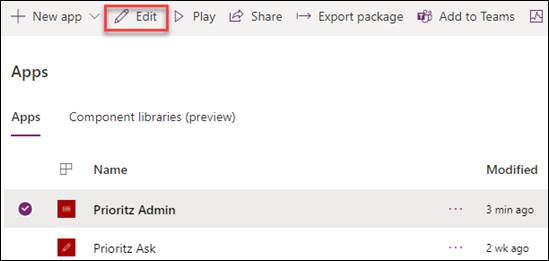 + New app Edit Play Share Export package Add to Teams
Apps
Apps Component libraries (preview)
Name Modified
Prioritz Admin ... 3 min ago
Prioritz Ask ... 2 wk ago